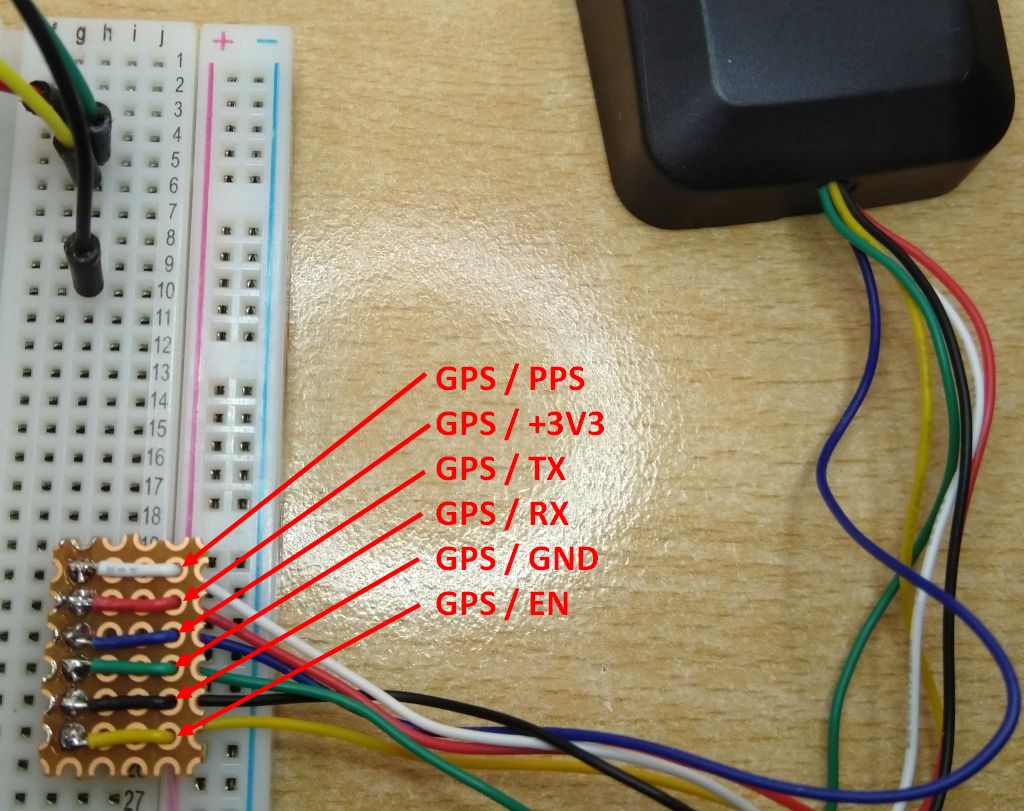 f g h i j + −
1
2
3
4
5
6
7
8
9
10
11
12
13
GPS / PPS
14
GPS / +3V3
15
16
GPS / TX
17
GPS / RX
18
19
GPS / GND
GPS / EN
27